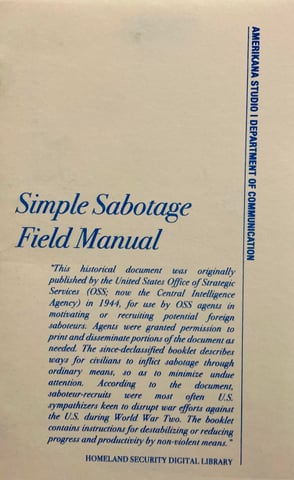 AMERIKANA STUDIO | DEPARTMENT OF COMMUNICATION
Simple Sabotage
Field Manual
"This historical document was originally
published by the United States Office of Strategic
Services (OSS; now the Central Intelligence
Agency) in 1944, for use by OSS agents in
motivating or recruiting potential foreign
saboteurs. Agents were granted permission to
print and disseminate portions of the document as
needed. The since-declassified booklet describes
ways for civilians to inflict sabotage through
ordinary means, so as to minimize undue
attention. According to the document,
saboteur-recruits were most often U.S.
sympathizers keen to disrupt war efforts against
the U.S. during World War Two. The booklet
contains instructions for destabilizing or reducing
progress and productivity by non-violent means."
HOMELAND SECURITY DIGITAL LIBRARY